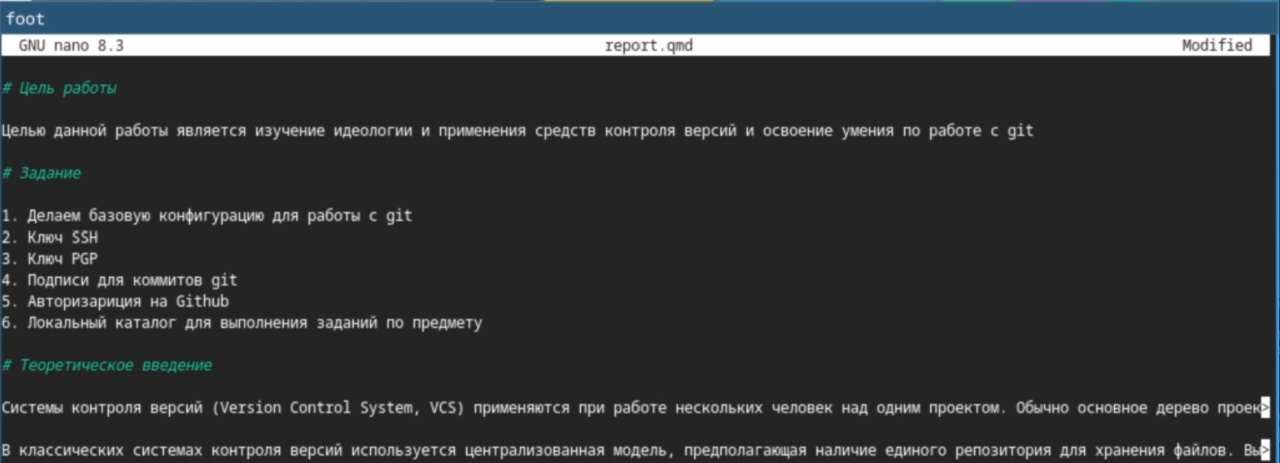 foot
GNU nano 8.3 report.qmd Modified
# Цель работы
Целью данной работы является изучение идеологии и применения средств контроля версий и освоение умения по работе с git
# Задание
1. Делаем базовую конфигурацию для работы с git
2. Ключ SSH
3. Ключ PGP
4. Подписи для коммитов git
5. Авторизариция на Github
6. Локальный каталог для выполнения заданий по предмету
# Теоретическое введение
Системы контроля версий (Version Control System, VCS) применяются при работе нескольких человек над одним проектом. Обычно основное дерево проек>
В классических системах контроля версий используется централизованная модель, предполагающая наличие единого репозитория для хранения файлов. Вы>